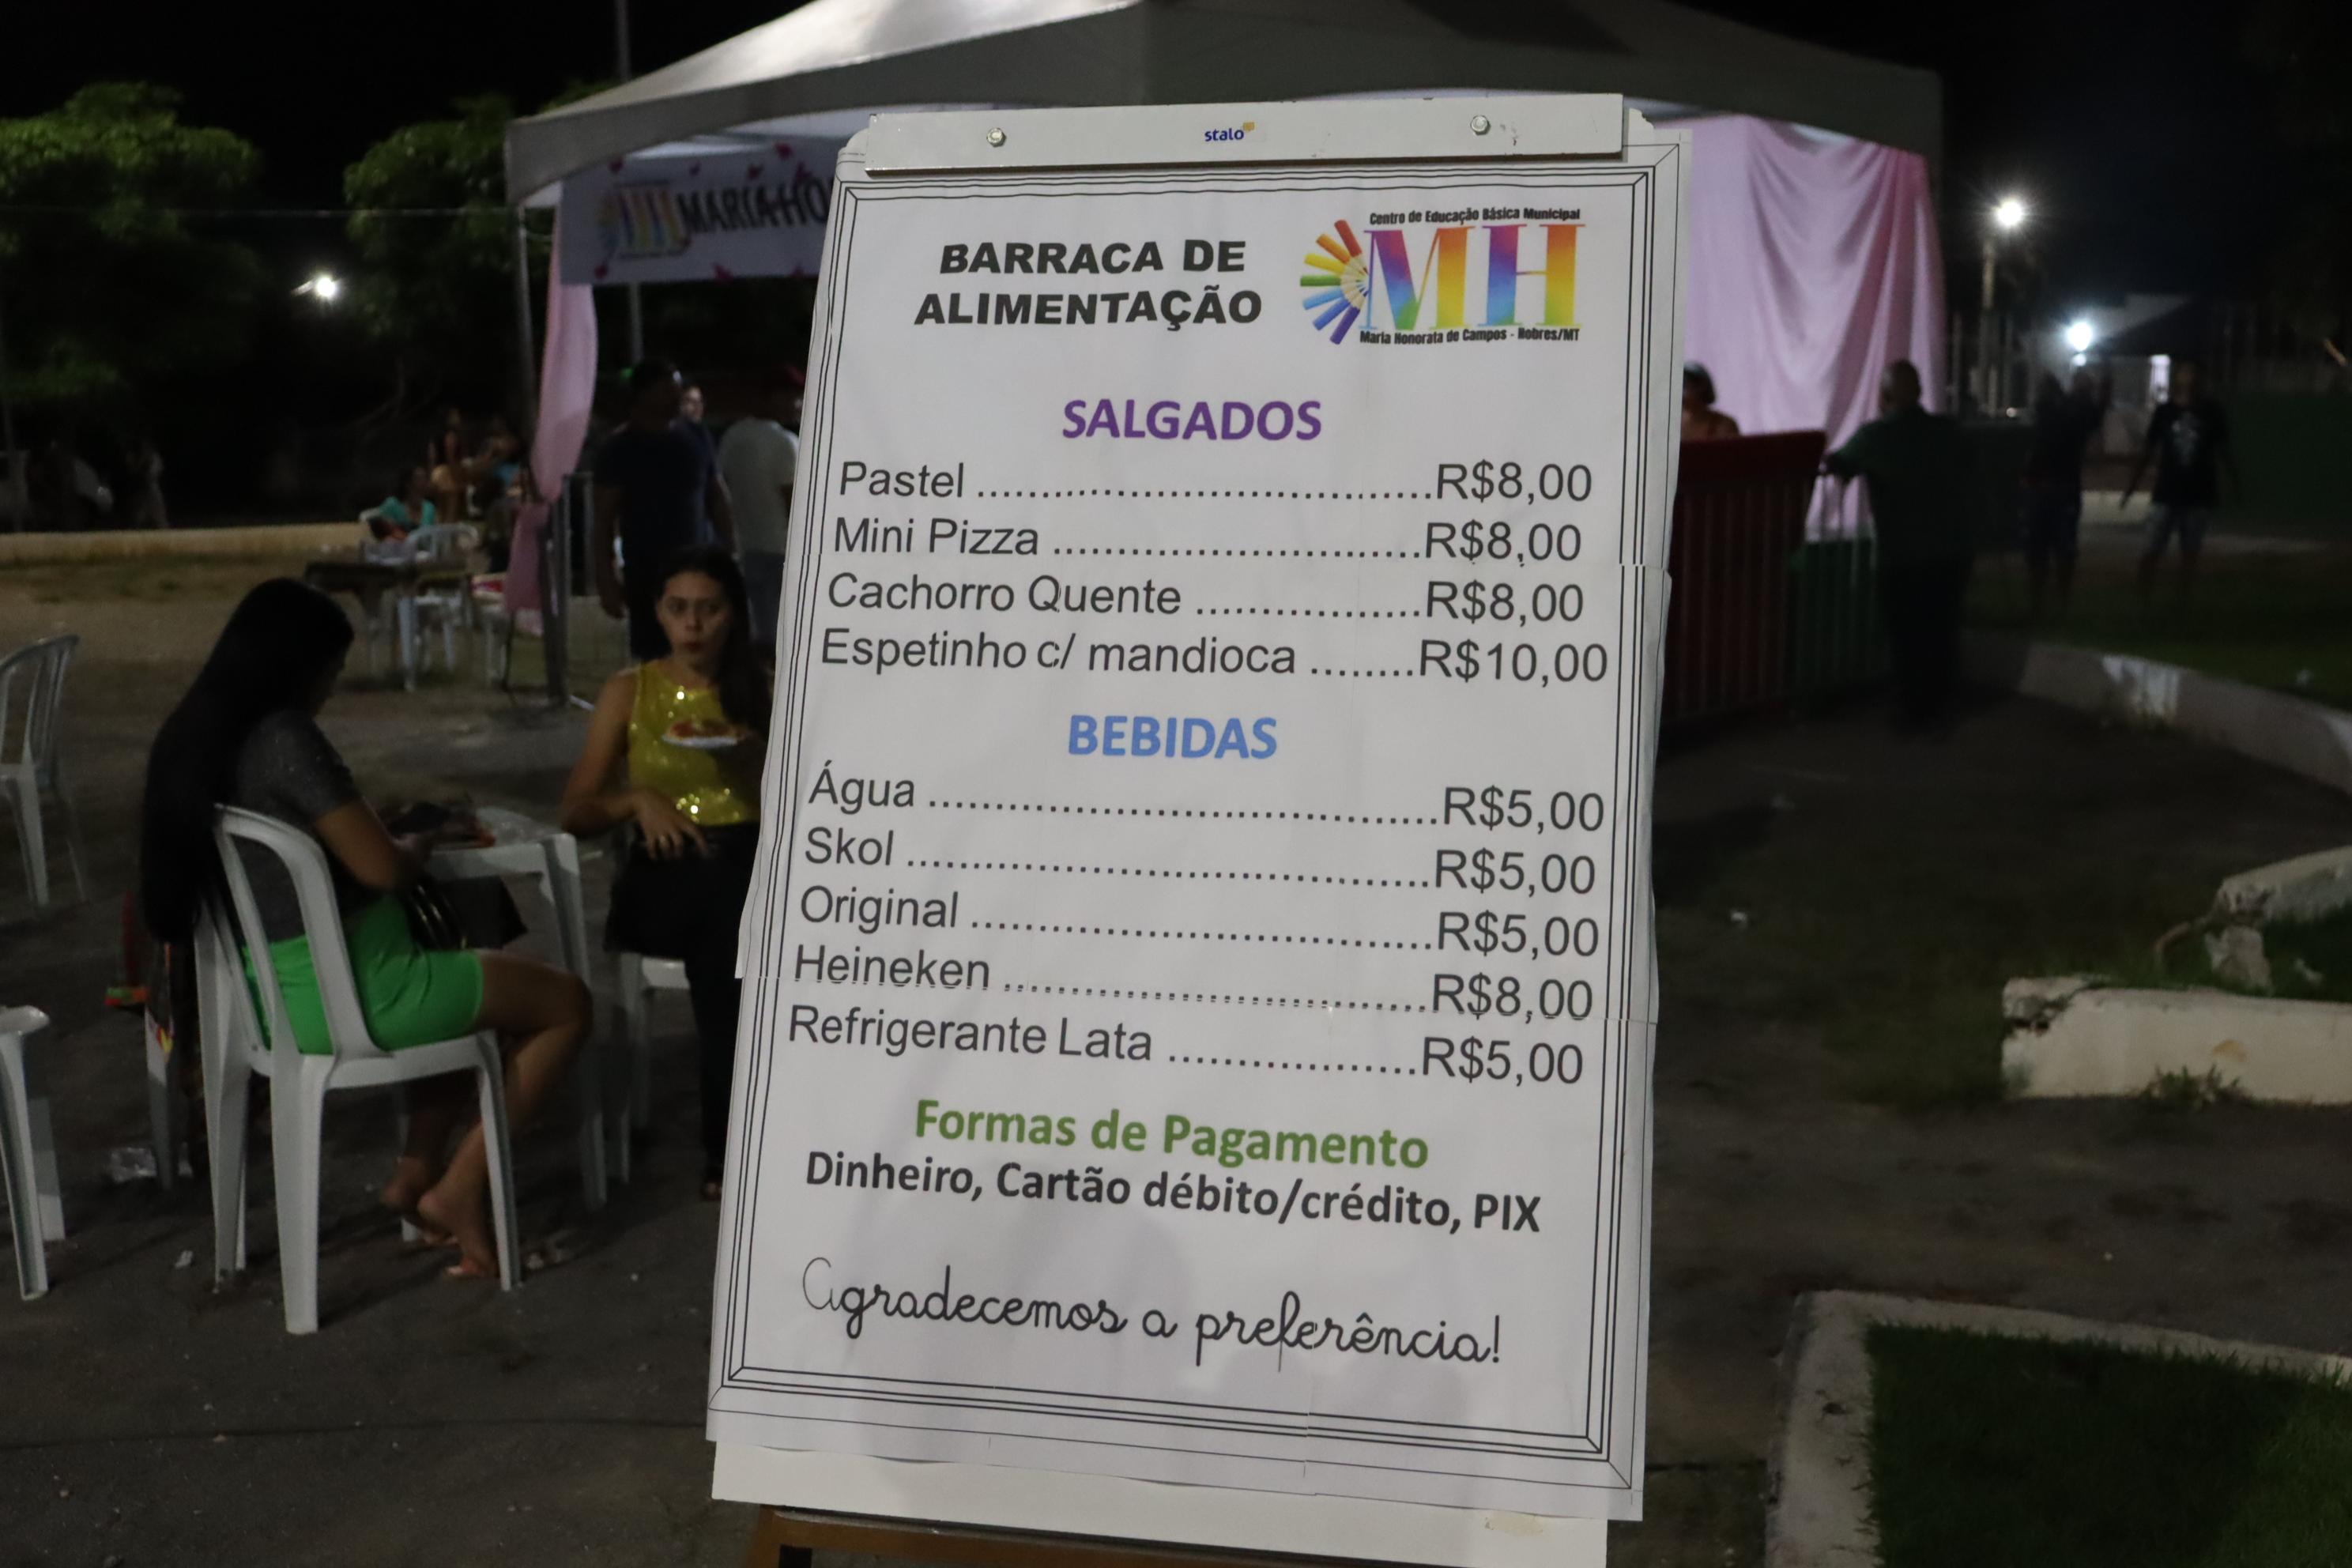 stalo
MARIA HO
BARRACA DE
ALIMENTAÇÃO
Centro de Educação Básica Municipal
MH
Maria Honorata de Campos - Nobres/MT
SALGADOS
Pastel ..................................R$8,00
Mini Pizza ............................R$8,00
Cachorro Quente .................R$8,00
Espetinho c/ mandioca ........R$10,00
BEBIDAS
Água ......................................R$5,00
Skol .......................................R$5,00
Original ..................................R$5,00
Heineken ...............................R$8,00
Refrigerante Lata ...................R$5,00
Formas de Pagamento
Dinheiro, Cartão débito/crédito, PIX
Agradecemos a preferência!